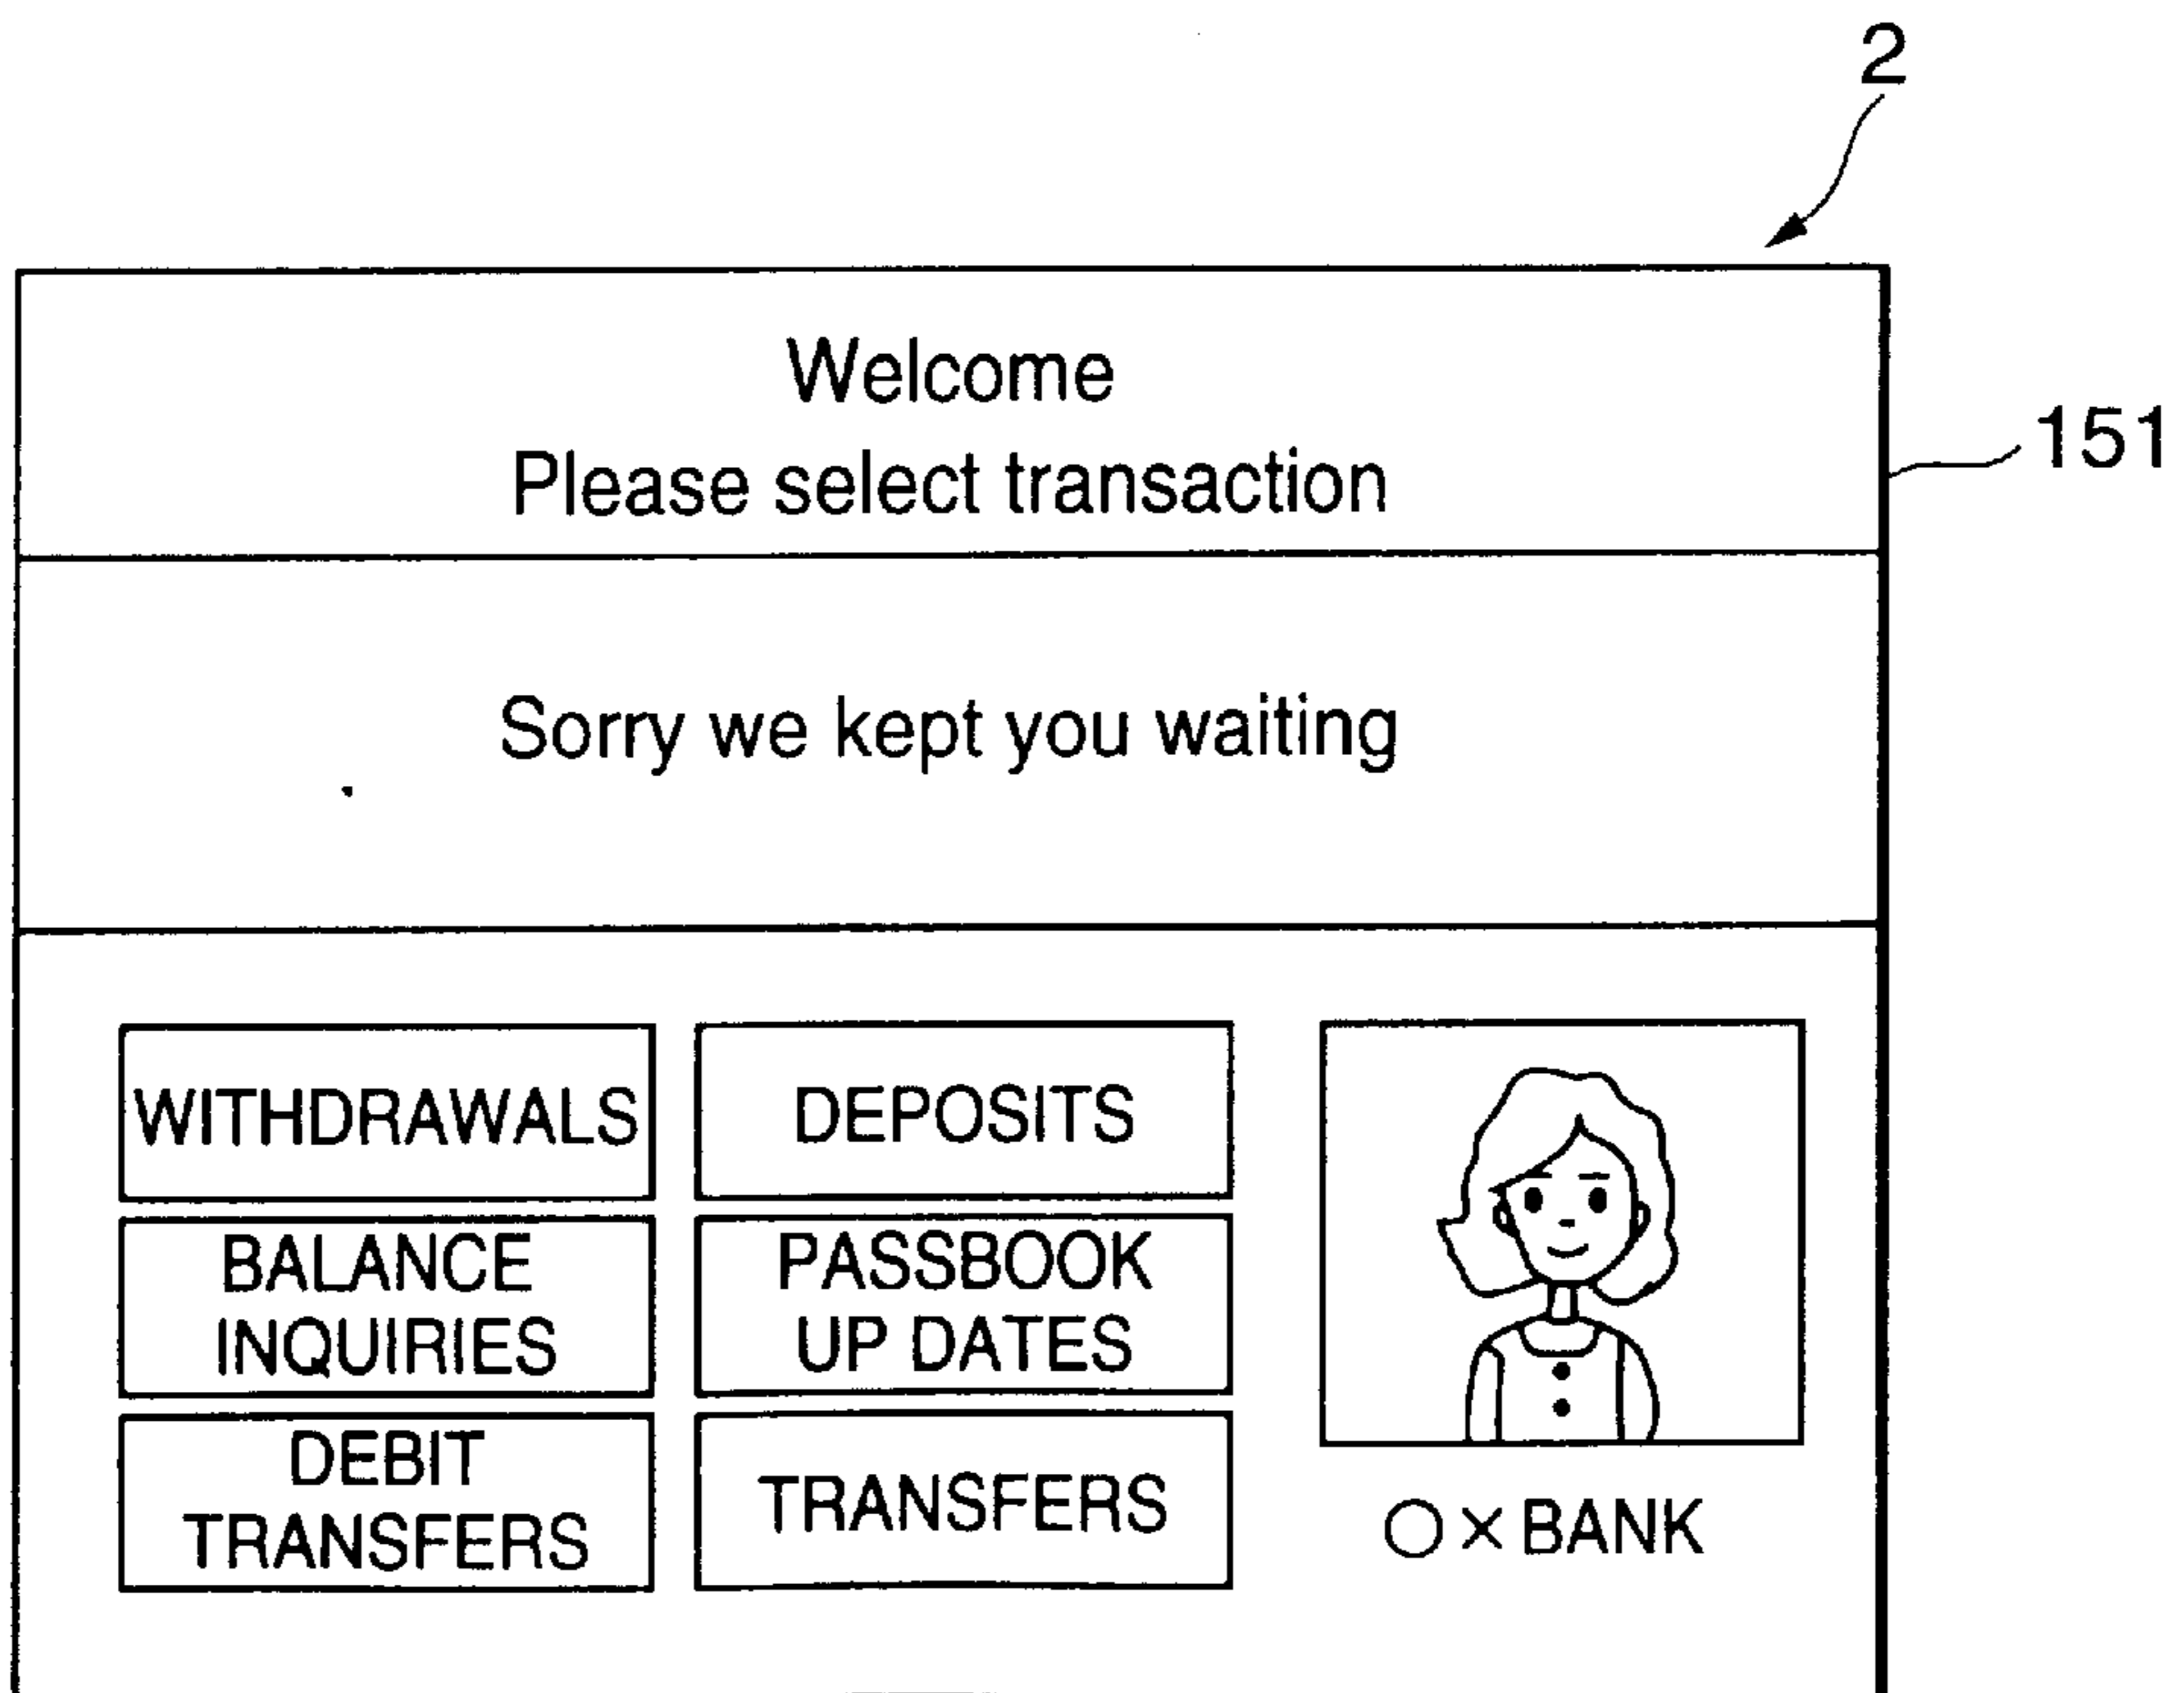 2
151
Welcome
Please select transaction
Sorry we kept you waiting
WITHDRAWALS
DEPOSITS
BALANCE
INQUIRIES
PASSBOOK
UP DATES
DEBIT
TRANSFERS
TRANSFERS
○×BANK